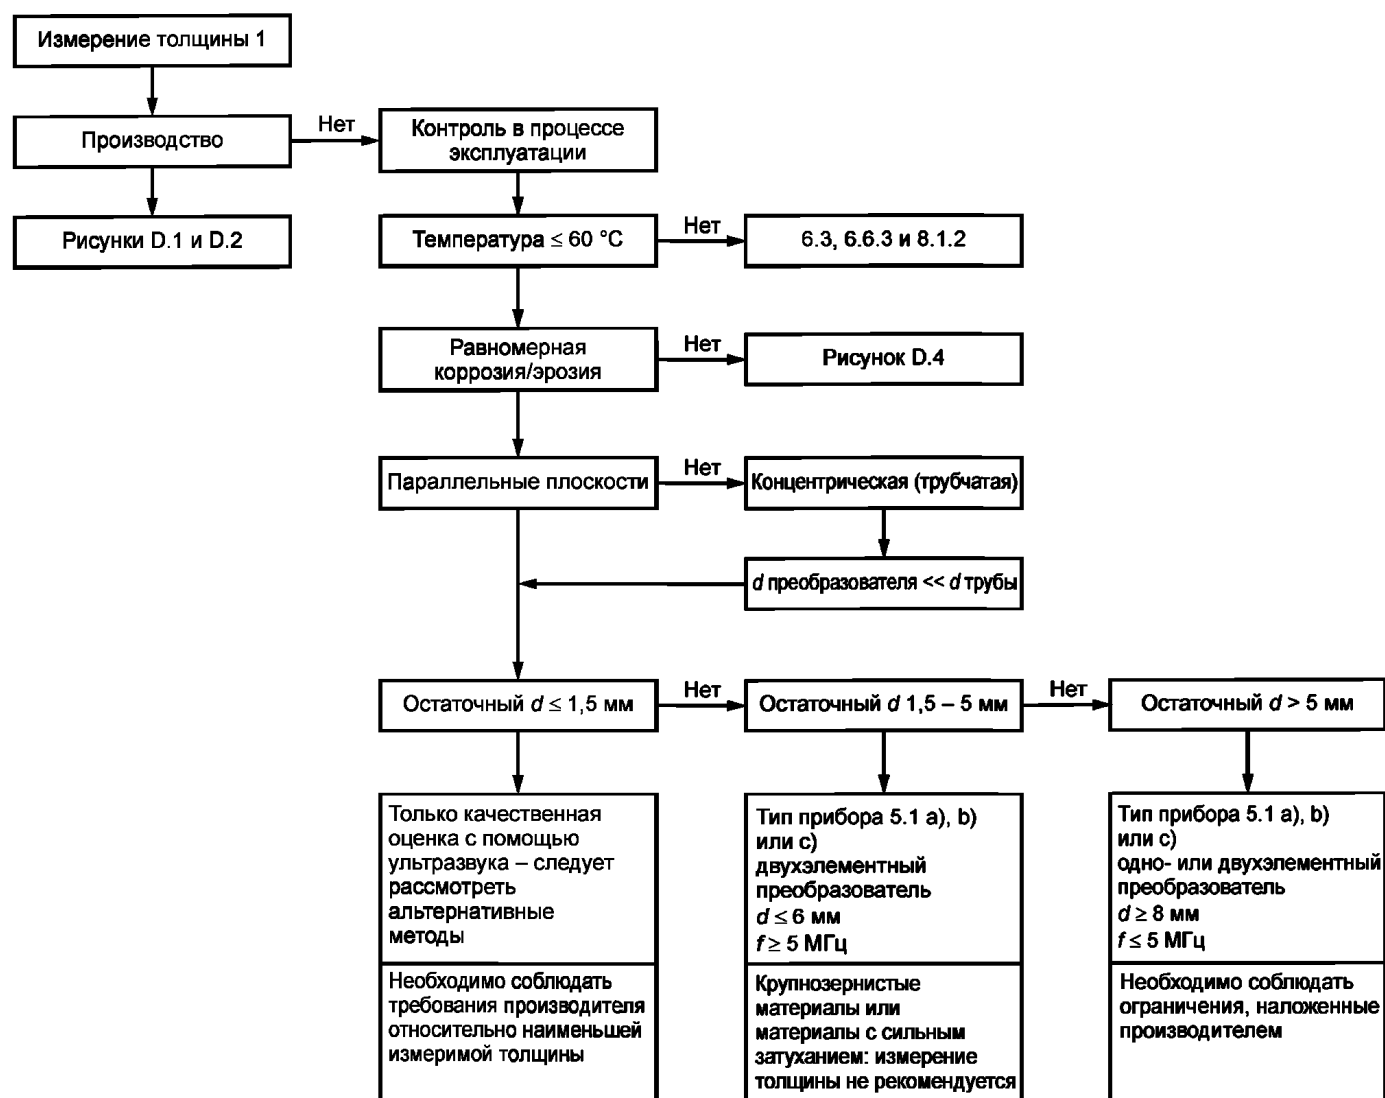 Измерение толщины 1
Производство
Нет
Контроль в процессе
эксплуатации
Рисунки D.1 и D.2
Температура ≤ 60 °C
Нет
6.3, 6.6.3 и 8.1.2
Равномерная
коррозия/эрозия
Нет
Рисунок D.4
Параллельные плоскости
Нет
Концентрическая (трубчатая)
d преобразователя << d трубы
Остаточный d ≤ 1,5 мм
Нет
Остаточный d 1,5 – 5 мм
Нет
Остаточный d > 5 мм
Только качественная
оценка с помощью
ультразвука – следует
рассмотреть
альтернативные
методы
Необходимо соблюдать
требования производителя
относительно наименьшей
измеримой толщины
Тип прибора 5.1 a), b)
или c)
двухэлементный
преобразователь
d ≤ 6 мм
f ≥ 5 МГц
Крупнозернистые
материалы или
материалы с сильным
затуханием: измерение
толщины не рекомендуется
Тип прибора 5.1 a), b)
или c)
одно- или двухэлементный
преобразователь
d ≥ 8 мм
f ≤ 5 МГц
Необходимо соблюдать
ограничения, наложенные
производителем